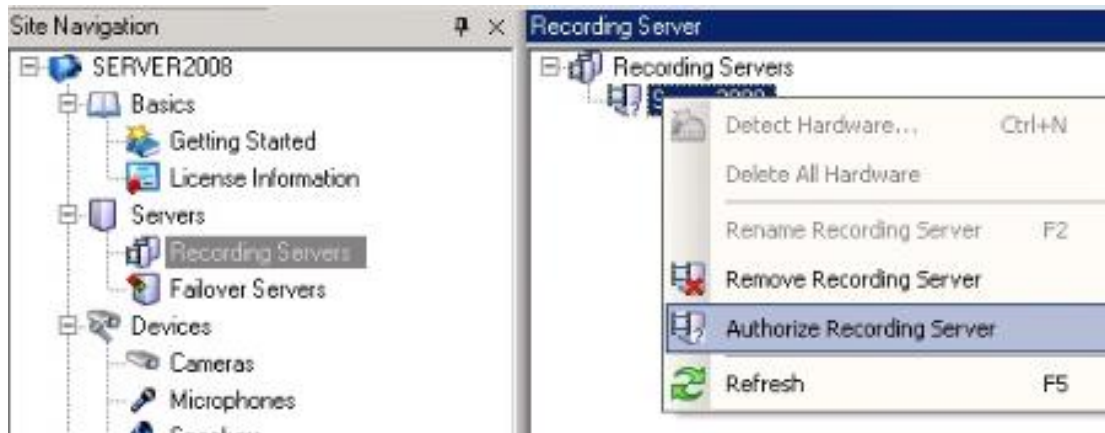 Site Navigation
SERVER2008
Basics
Getting Started
License Information
Servers
Recording Servers
Failover Servers
Devices
Cameras
Microphones
Recording Server
Recording Servers
Detect Hardware... Ctrl+N
Delete All Hardware
Rename Recording Server F2
Remove Recording Server
Authorize Recording Server
Refresh F5